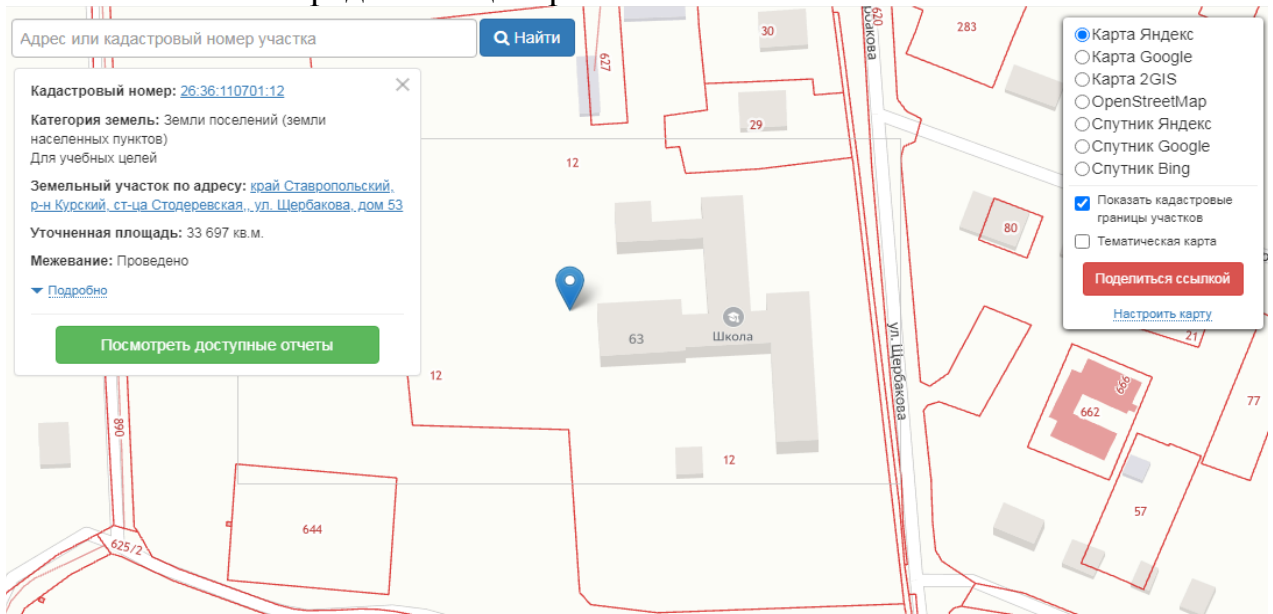 Адрес или кадастровый номер участка
Найти
Кадастровый номер: 26:36:110701:12
Категория земель: Земли поселений (земли
населенных пунктов)
Для учебных целей
Земельный участок по адресу: край Ставропольский,
р-н Курский, ст-ца Стодеревская,, ул. Щербакова, дом 53
Уточненная площадь: 33 697 кв.м.
Межевание: Проведено
Подробно
Посмотреть доступные отчеты
Карта Яндекс
Карта Google
Карта 2GIS
OpenStreetMap
Спутник Яндекс
Спутник Google
Спутник Bing
Показать кадастровые
границы участков
Тематическая карта
Поделиться ссылкой
Настроить карту
620
283
30
627
29
12
80
63
Школа
ул. Щербакова
21
12
666
662
77
068
12
57
644
625/2